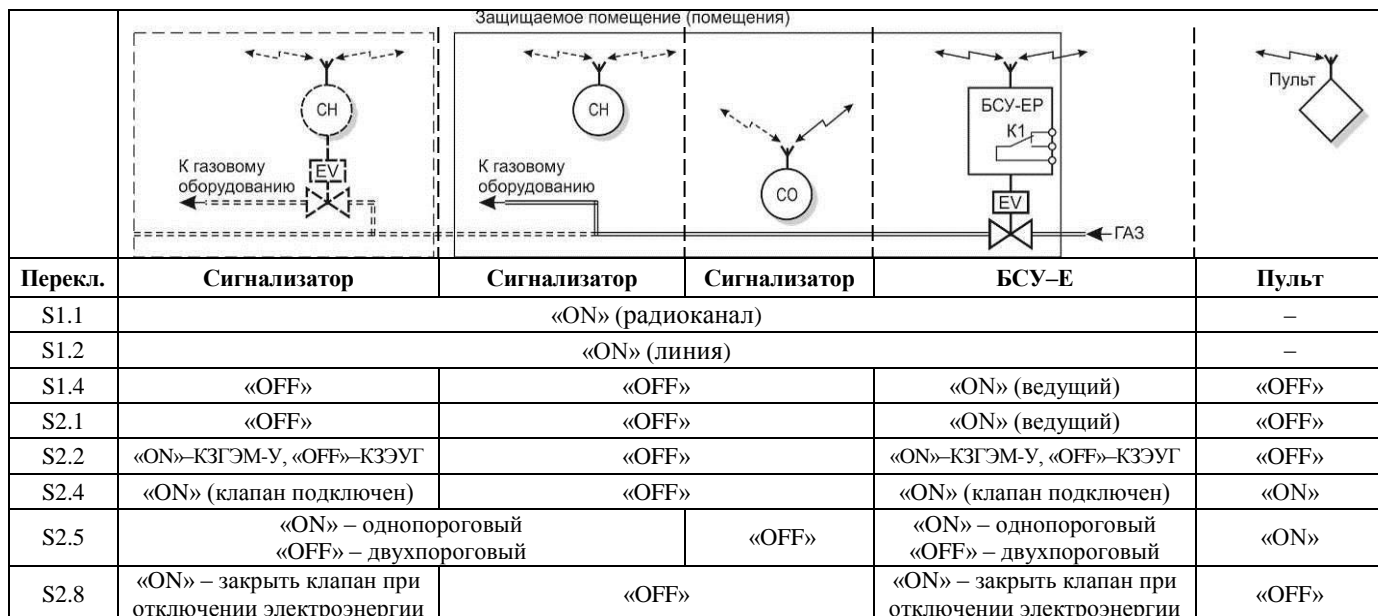 Защищаемое помещение (помещения)
CH
EV
К газовому
оборудованию
CH
К газовому
оборудованию
CO
БСУ-ЕР
К1
EV
ГАЗ
Пульт
Перекл. Сигнализатор Сигнализатор Сигнализатор БСУ–Е Пульт
S1.1 «ON» (радиоканал) –
S1.2 «ON» (линия) –
S1.4 «OFF» «OFF» «ON» (ведущий) «OFF»
S2.1 «OFF» «OFF» «ON» (ведущий) «OFF»
S2.2 «ON»–КЗГЭМ-У, «OFF»–КЗЭУГ «OFF» «ON»–КЗГЭМ-У, «OFF»–КЗЭУГ «OFF»
S2.4 «ON» (клапан подключен) «OFF» «ON» (клапан подключен) «ON»
S2.5 «ON» – однопороговый
«OFF» – двухпороговый «OFF» «ON» – однопороговый
«OFF» – двухпороговый «ON»
S2.8 «ON» – закрыть клапан при
отключении электроэнергии «OFF» «ON» – закрыть клапан при
отключении электроэнергии «OFF»